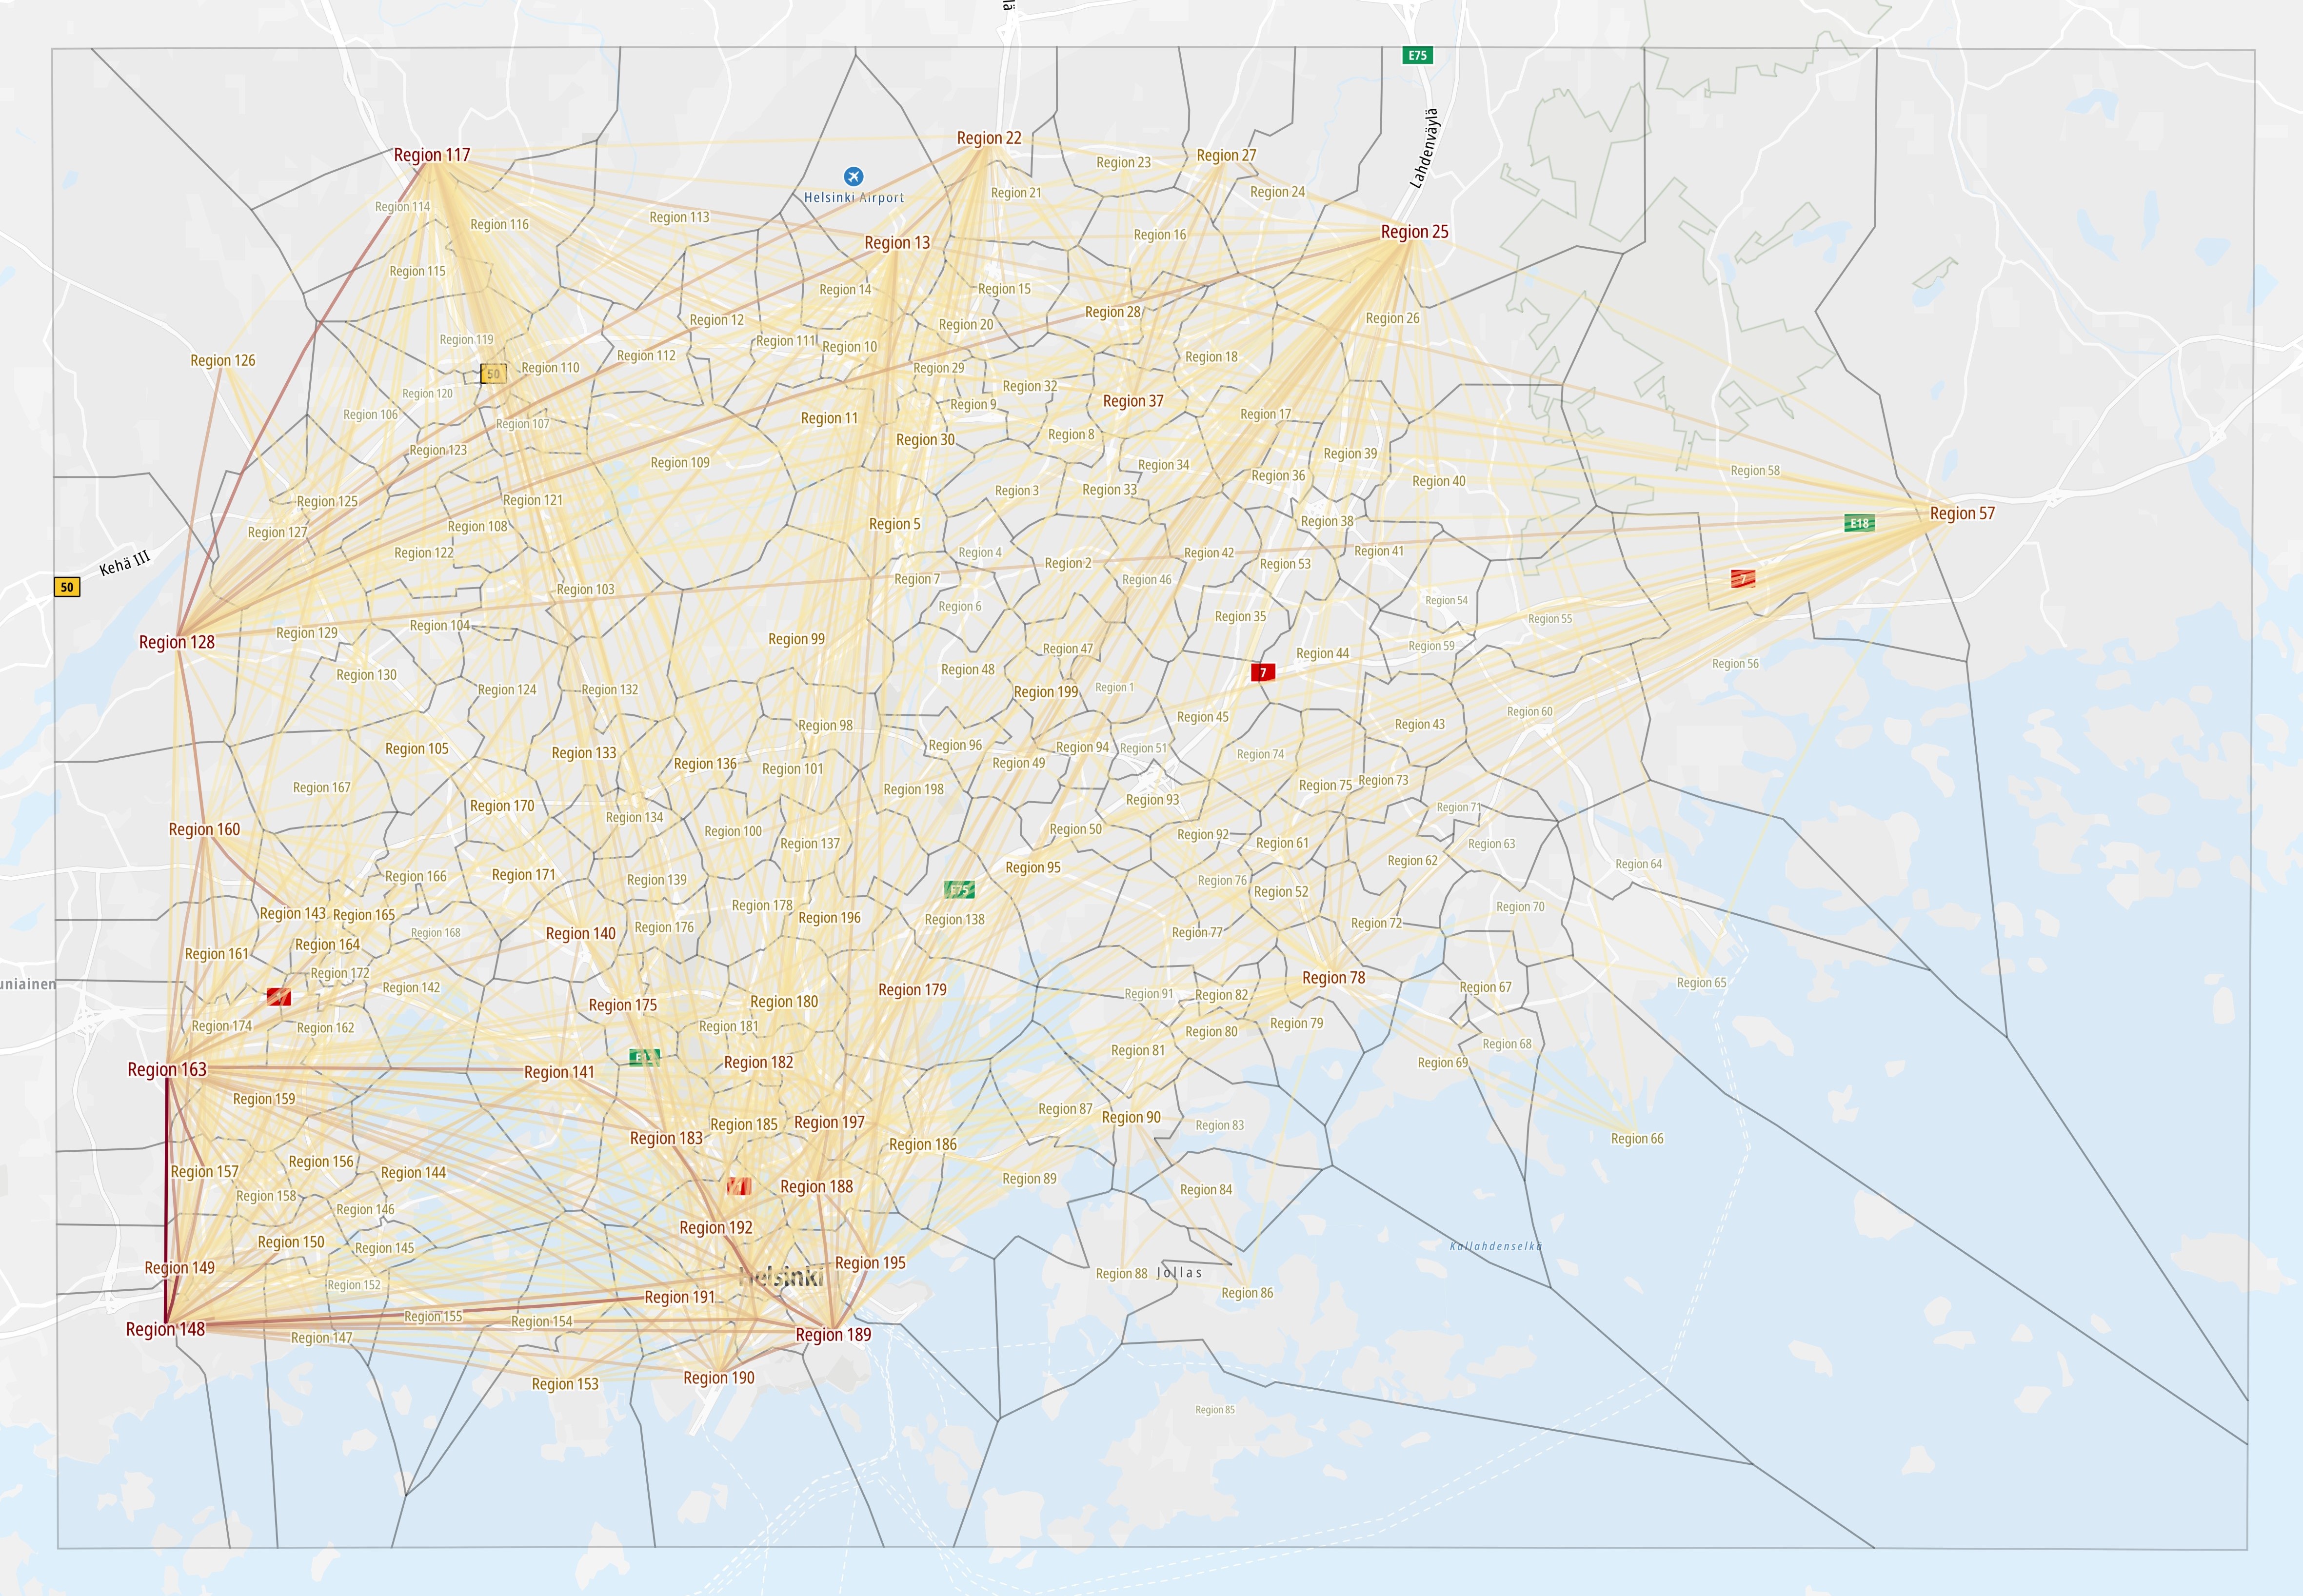 E75
Lahdenväylä
Region 22
Region 117
Region 23
Region 27
Helsinki Airport
Region 21
Region 24
Region 114
Region 116
Region 113
Region 25
Region 16
Region 13
Region 115
Region 14
Region 15
Region 28
Region 26
Region 12
Region 20
Region 119
Region 111
Region 10
Region 112
Region 18
Region 126
50
Region 110
Region 29
Region 32
Region 120
Region 37
Region 9
Region 106
Region 11
Region 17
Region 107
Region 30
Region 8
Region 123
Region 39
Region 109
Region 34
Region 58
Region 36
Region 40
Region 3
Region 33
Region 125
Region 121
Region 57
Region 38
E18
Region 108
Region 5
Region 127
Region 122
Region 4
Region 42
Region 41
Kehä III
Region 2
Region 53
Region 7
Region 46
7
50
Region 103
Region 54
Region 6
Region 35
Region 55
Region 104
Region 129
Region 128
Region 99
Region 59
Region 47
Region 44
Region 56
Region 48
7
Region 130
Region 1
Region 124
Region 132
Region 199
Region 60
Region 45
Region 43
Region 98
Region 96
Region 94
Region 51
Region 105
Region 133
Region 74
Region 136
Region 49
Region 101
Region 73
Region 75
Region 167
Region 198
Region 93
Region 170
Region 71
Region 134
Region 160
Region 100
Region 50
Region 92
Region 137
Region 61
Region 63
Region 62
Region 64
Region 95
Region 171
Region 166
Region 139
Region 76
E75
Region 52
Region 178
Region 70
Region 143
Region 165
Region 196
Region 138
Region 72
Region 176
Region 168
Region 140
Region 77
Region 164
Region 161
Region 172
Region 78
Region 65
uniainen
Region 142
Region 67
Region 179
Region 91
Region 82
Region 180
Region 175
Region 79
Region 174
Region 162
Region 181
Region 80
Region 68
Region 81
Region 182
Region 69
Region 163
Region 141
Region 159
Region 87
Region 90
Region 197
Region 185
Region 83
Region 183
Region 66
Region 186
Region 156
Region 157
Region 144
Region 89
Region 188
Region 84
Region 158
Region 146
Region 192
Region 150
Region 145
Kallahdenselkä
Region 195
Region 149
Region 88
Jollas
Helsinki
Region 152
Region 86
Region 191
Region 155
Region 154
Region 148
Region 189
Region 147
Region 190
Region 153
Region 85